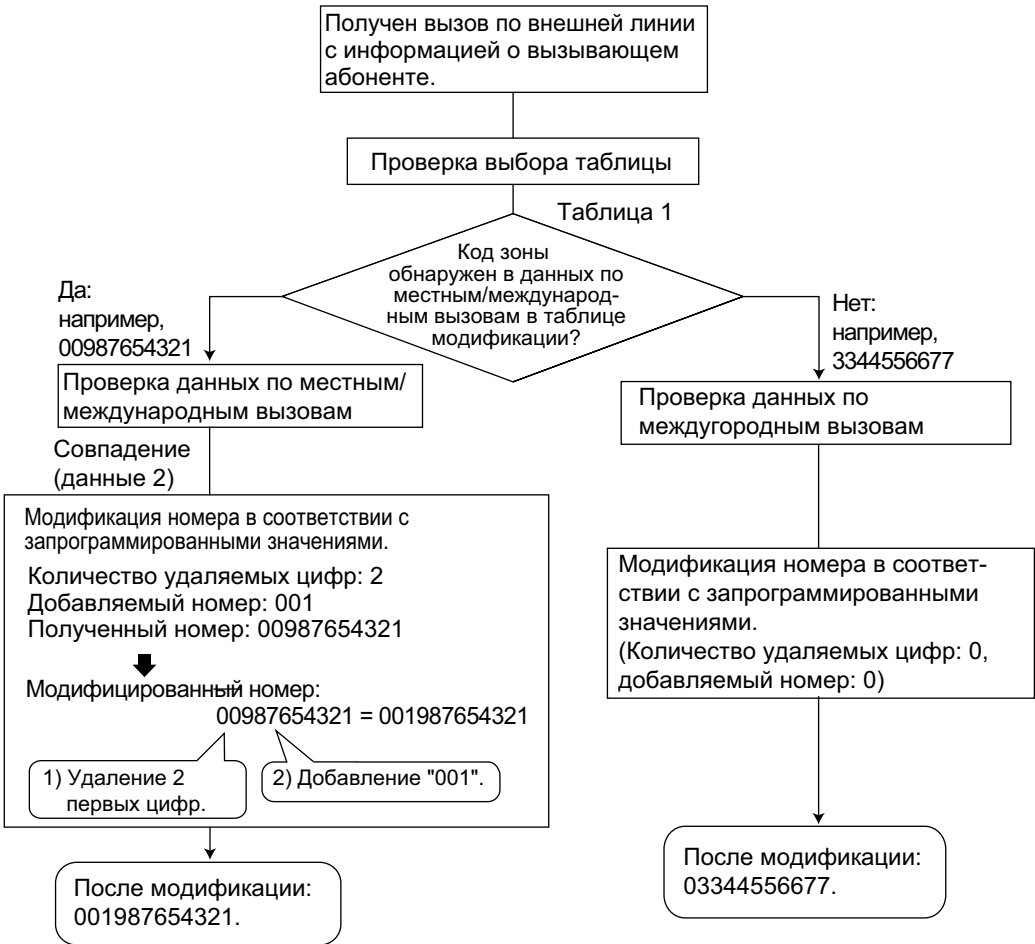 Получен вызов по внешней линии
с информацией о вызывающем
абоненте.
Проверка выбора таблицы
Таблица 1
Код зоны
обнаружен в данных по
местным/международ-
ным вызовам в таблице
модификации?
Да:
например,
00987654321
Нет:
например,
3344556677
Проверка данных по местным/
международным вызовам
Проверка данных по
междугородным вызовам
Совпадение
(данные 2)
Модификация номера в соответствии с
запрограммированными значениями.
Количество удаляемых цифр: 2
Добавляемый номер: 001
Полученный номер: 00987654321
Модифицированный номер:
00987654321 = 001987654321
1) Удаление 2
первых цифр.
2) Добавление "001".
Модификация номера в соответ-
ствии с запрограммированными
значениями.
(Количество удаляемых цифр: 0,
добавляемый номер: 0)
После модификации:
001987654321.
После модификации:
03344556677.